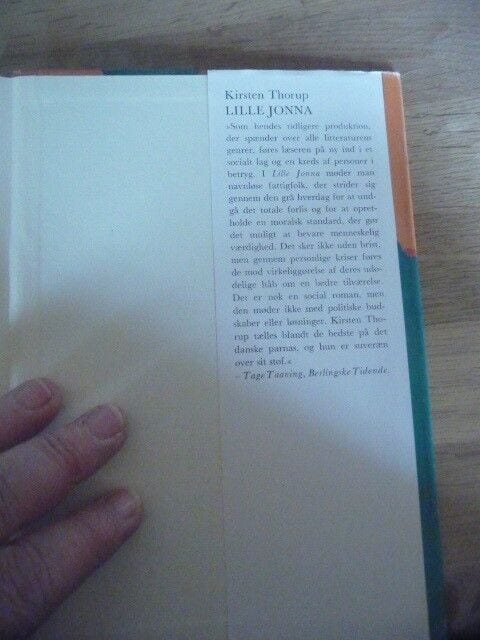 Kirsten Thorup
LILLE JONNA
»Som hendes tidligere produktion,
der spænder over alle litteraturens
genrer, føres læseren på ny ind i et
socialt lag og en kreds af personer i
betryg. I Lille Jonna møder man
navnløse fattigfolk, der strider sig
gennem den grå hverdag for at und-
gå det totale forlis og for at opret-
holde en moralsk standard, der gør
det muligt at bevare menneskelig
værdighed. Det sker ikke uden brist,
men gennem personlige kriser føres
de mod virkeliggørelse af deres udø-
delige håb om en bedre tilværelse.
Det er nok en social roman, men
den møder ikke med politiske bud-
skaber eller løsninger. Kirsten Tho-
rup tælles blandt de bedste på det
danske parnas, og hun er suveræn
over sit stof.«
– Tage Taaning, Berlingske Tidende.